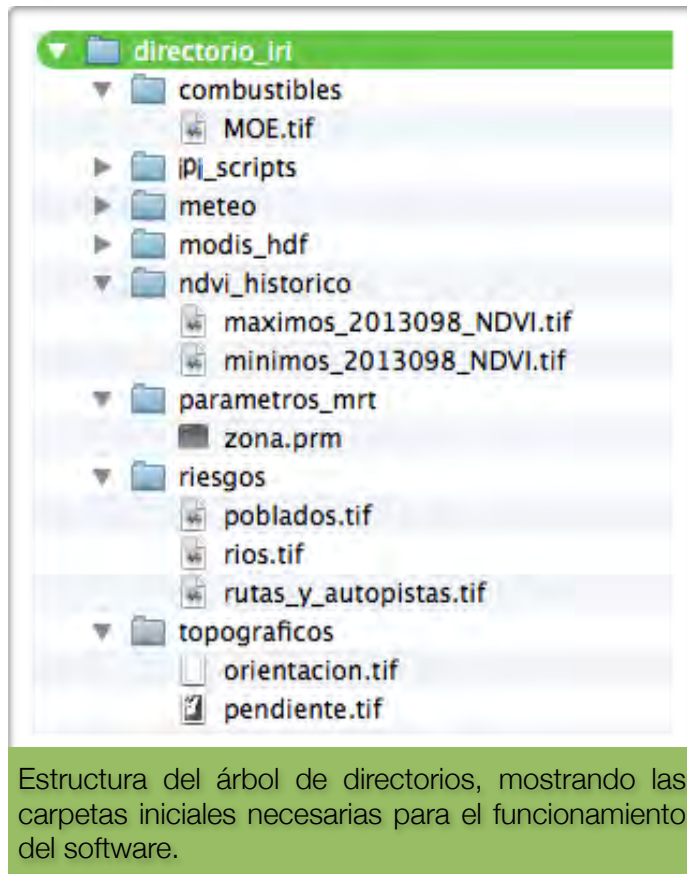 directorio_iri
combustibles
MOE.tif
ipj_scripts
meteo
modis_hdf
ndvi_historico
maximos_2013098_NDVI.tif
minimos_2013098_NDVI.tif
parametros_mrt
zona.prm
riesgos
poblados.tif
rios.tif
rutas_y_autopistas.tif
topograficos
orientacion.tif
pendiente.tif
Estructura del árbol de directorios, mostrando las
carpetas iniciales necesarias para el funcionamiento
del software.